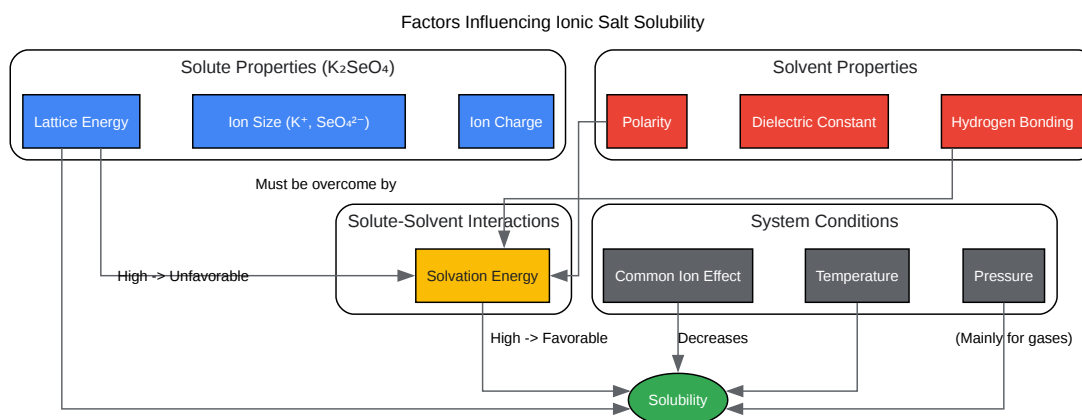 Factors Influencing Ionic Salt Solubility
Solute Properties (K₂SeO₄)
Solvent Properties
Lattice Energy
Ion Size (K⁺, SeO₄²⁻)
Ion Charge
Polarity
Dielectric Constant
Hydrogen Bonding
Must be overcome by
Solute-Solvent Interactions
System Conditions
High -> Unfavorable
Solvation Energy
Common Ion Effect
Temperature
Pressure
High -> Favorable
Decreases
(Mainly for gases)
Solubility